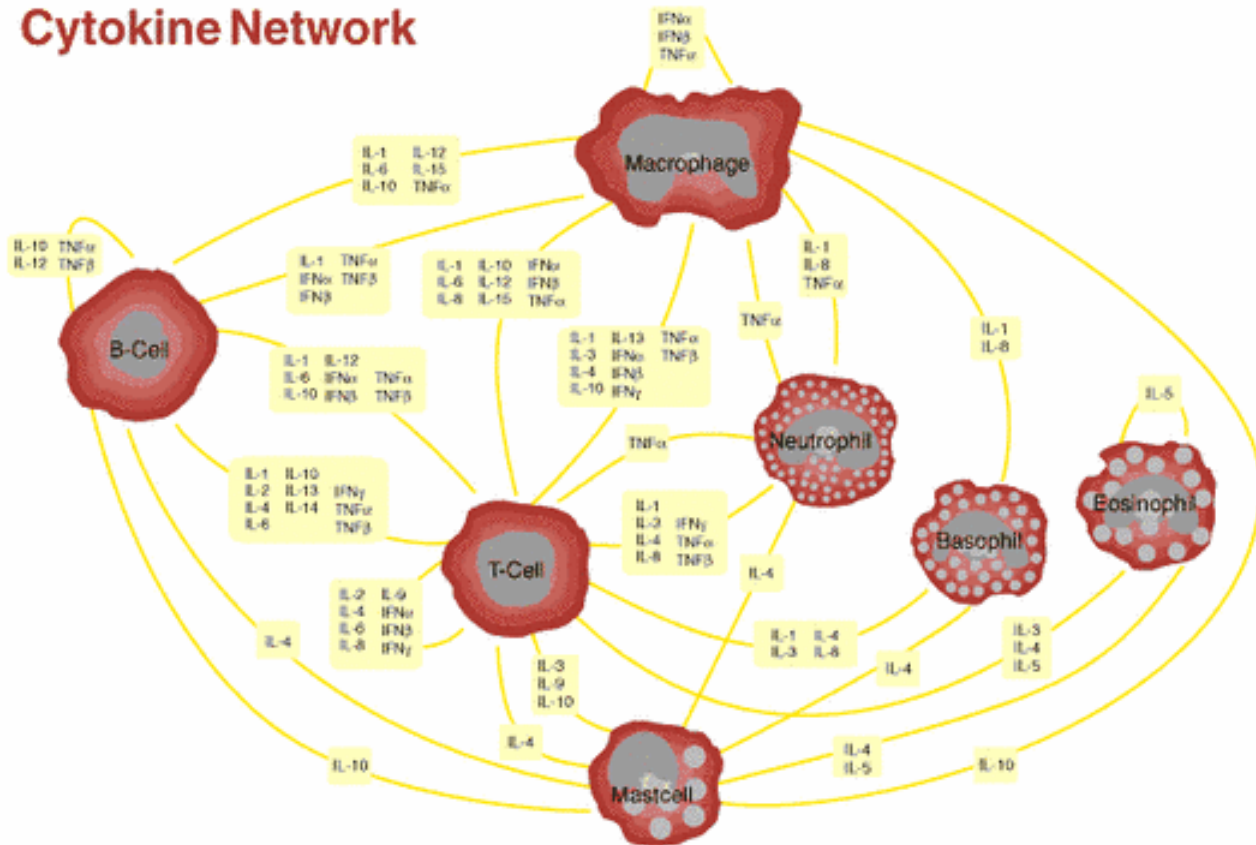 Cytokine Network
IFNα
IFNβ
TNFα
Macrophage
IL-1 IL-12
IL-6 IL-15
IL-10 TNFα
IL-10 TNFα
IL-12 TNFβ
B-Cell
IL-1 TNFα
IFNα TNFβ
IFNβ
IL-1 IL-10 IFNα
IL-6 IL-12 IFNβ
IL-8 IL-15 TNFα
IL-1
IL-8
TNFα
TNFα
IL-1
IL-8
IL-1 IL-13 TNFα
IL-3 IFNα TNFβ
IL-4 IFNβ
IL-10 IFNγ
IL-1 IL-12
IL-6 IFNα TNFα
IL-10 IFNβ TNFβ
IL-5
TNFα
Neutrophil
Eosinophil
Basophil
IL-1 IL-10
IL-2 IL-13 IFNγ
IL-4 IL-14 TNFα
IL-6 TNFβ
IL-1
IL-3 IFNγ
IL-4 TNFα
IL-8 TNFβ
T-Cell
IL-4
IL-2 IL-9
IL-4 IFNα
IL-6 IFNβ
IL-8 IFNγ
IL-4
IL-3
IL-9
IL-10
IL-1 IL-4
IL-3 IL-8
IL-3
IL-4
IL-5
IL-4
IL-4
IL-10
IL-4
IL-5
IL-10
Mastcell